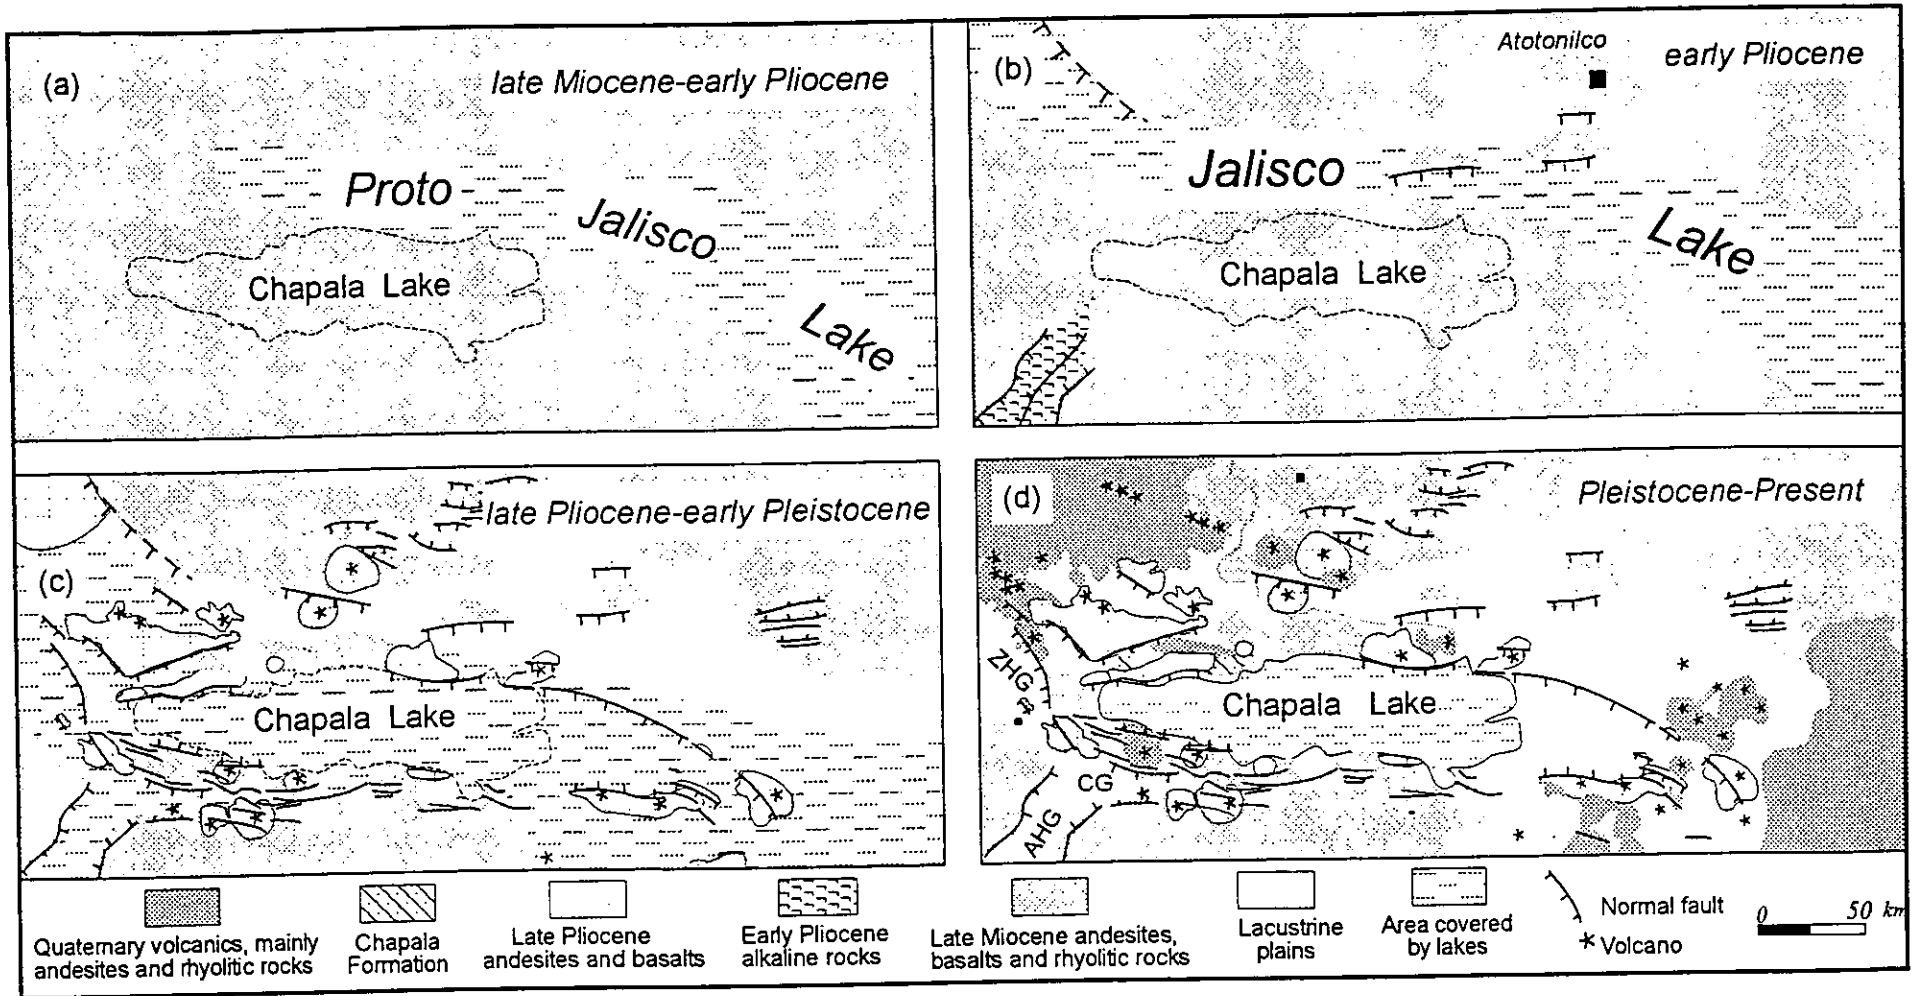 (a)
late Miocene-early Pliocene
Proto-
Jalisco
Lake
Chapala Lake
(b)
Atotonilco
early Pliocene
Jalisco
Lake
Chapala Lake
(c)
late Pliocene-early Pleistocene
Chapala Lake
(d)
Pleistocene-Present
ZHG
Chapala Lake
CG
AHG
Quaternary volcanics, mainly
andesites and rhyolitic rocks
Chapala
Formation
Late Pliocene
andesites and basalts
Early Pliocene
alkaline rocks
Late Miocene andesites,
basalts and rhyolitic rocks
Lacustrine
plains
Area covered
by lakes
Normal fault
* Volcano
0 50 km